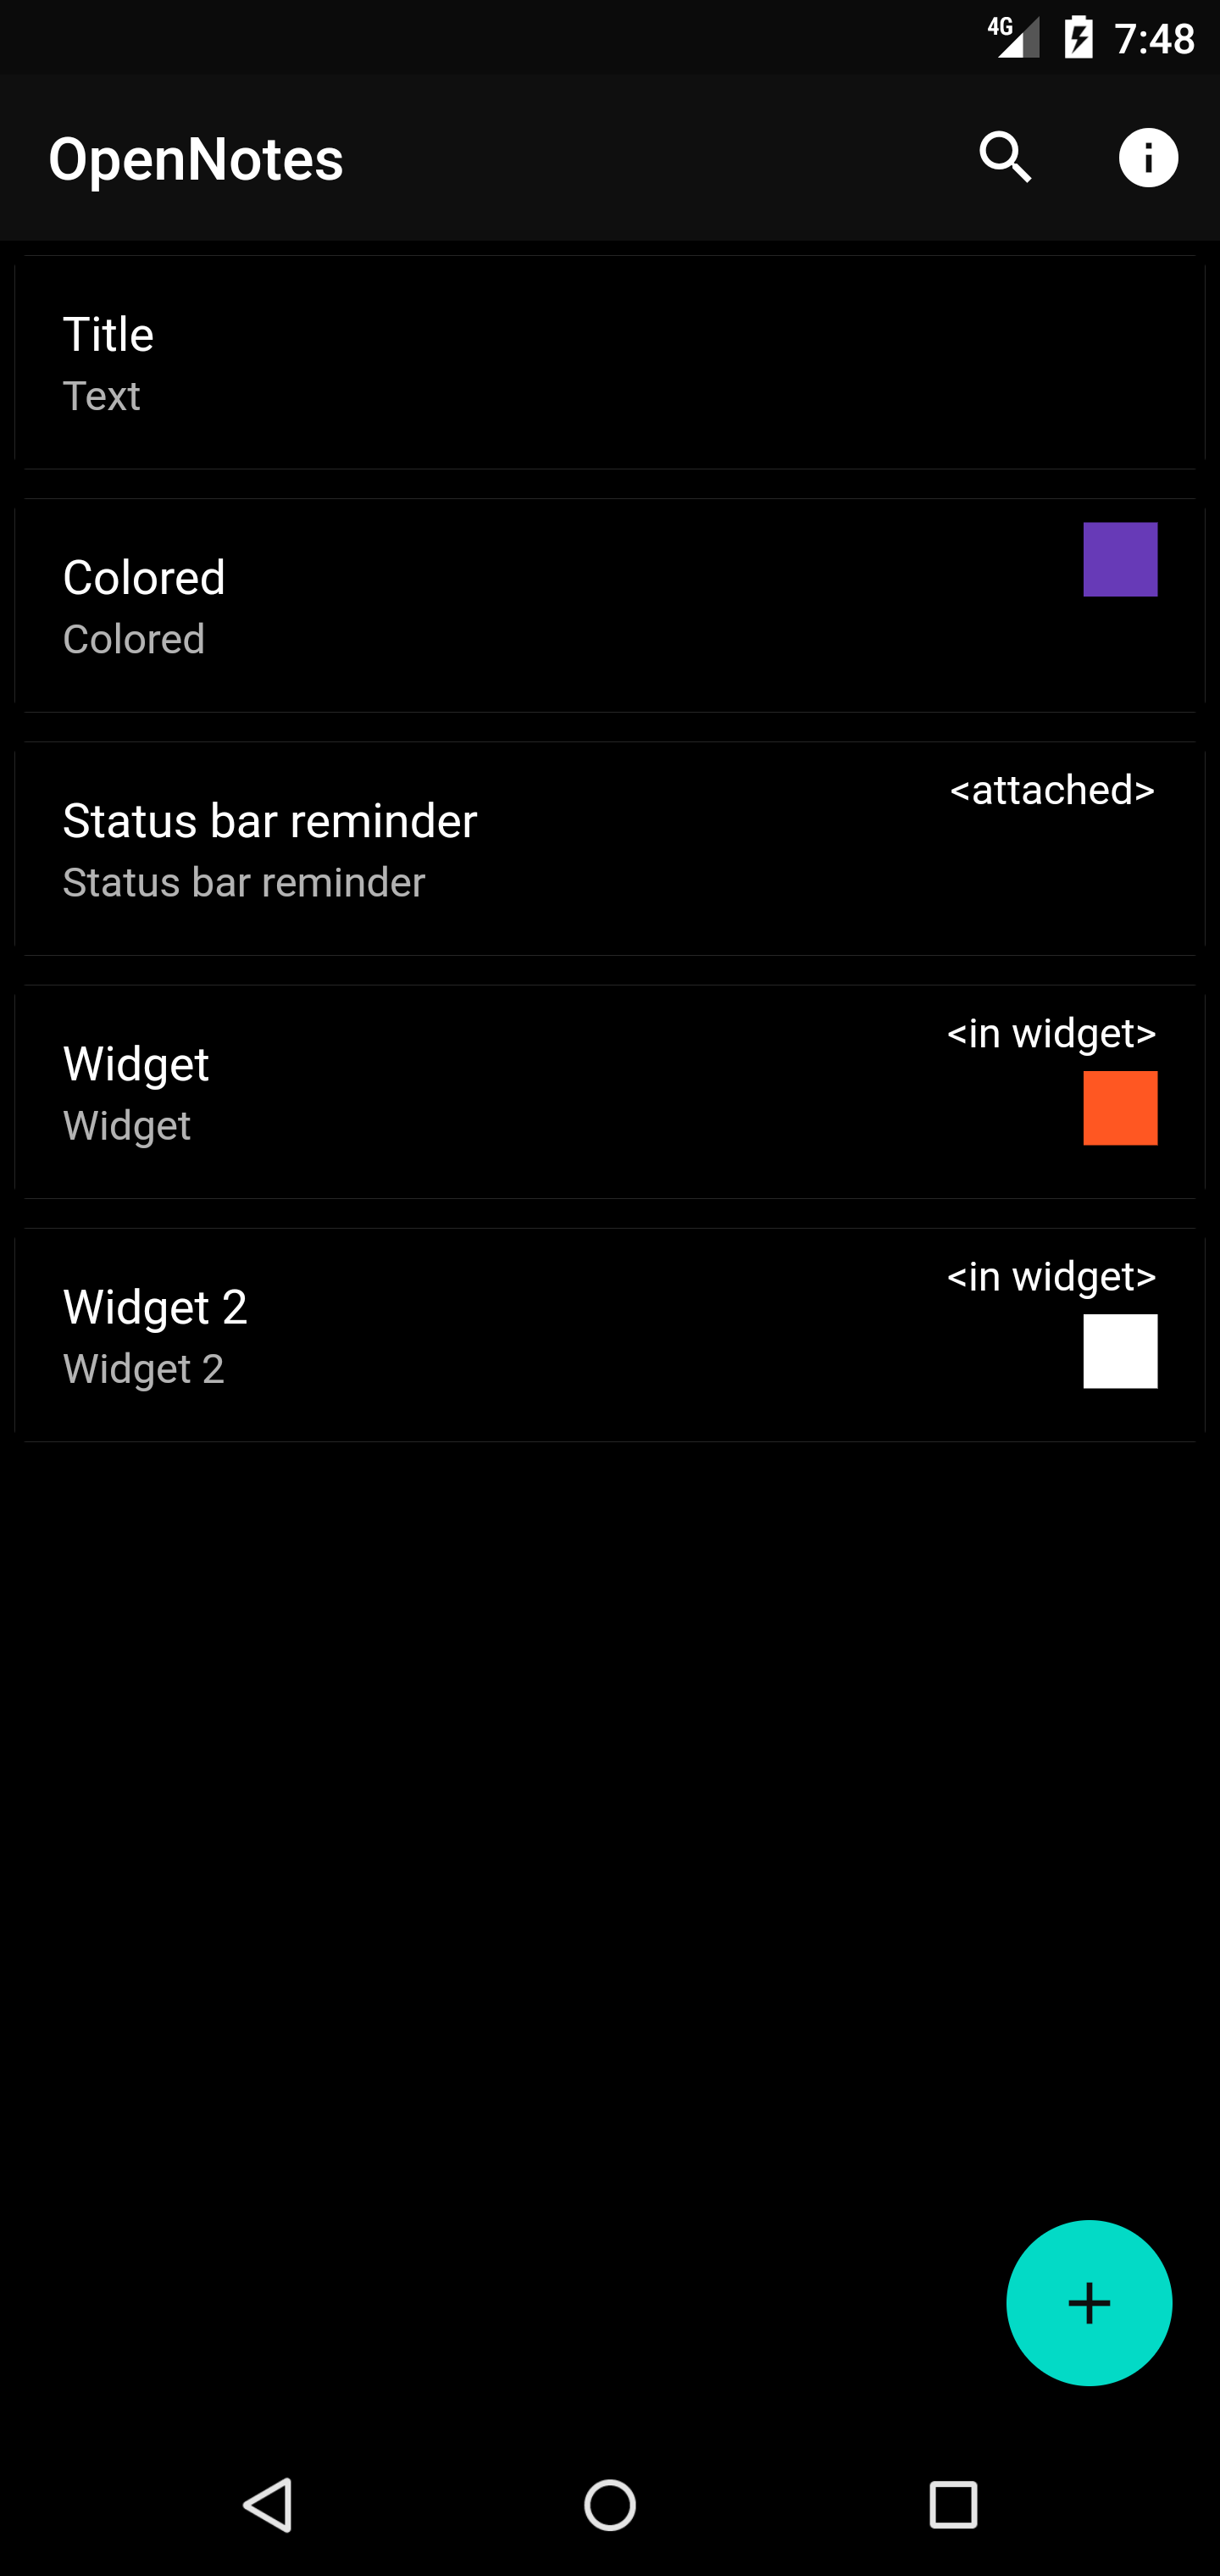 4G 7:48
OpenNotes
Title
Text
Colored
Colored
<attached>
Status bar reminder
Status bar reminder
<in widget>
Widget
Widget
<in widget>
Widget 2
Widget 2